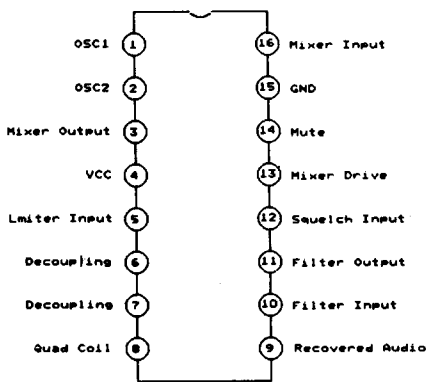 OSC1 1 16 Mixer Input
OSC2 2 15 GND
Mixer Output 3 14 Mute
VCC 4 13 Mixer Drive
Lmiter Input 5 12 Squelch Input
Decoupling 6 11 Filter Output
Decoupling 7 10 Filter Input
Quad Coil 8 9 Recovered Audio